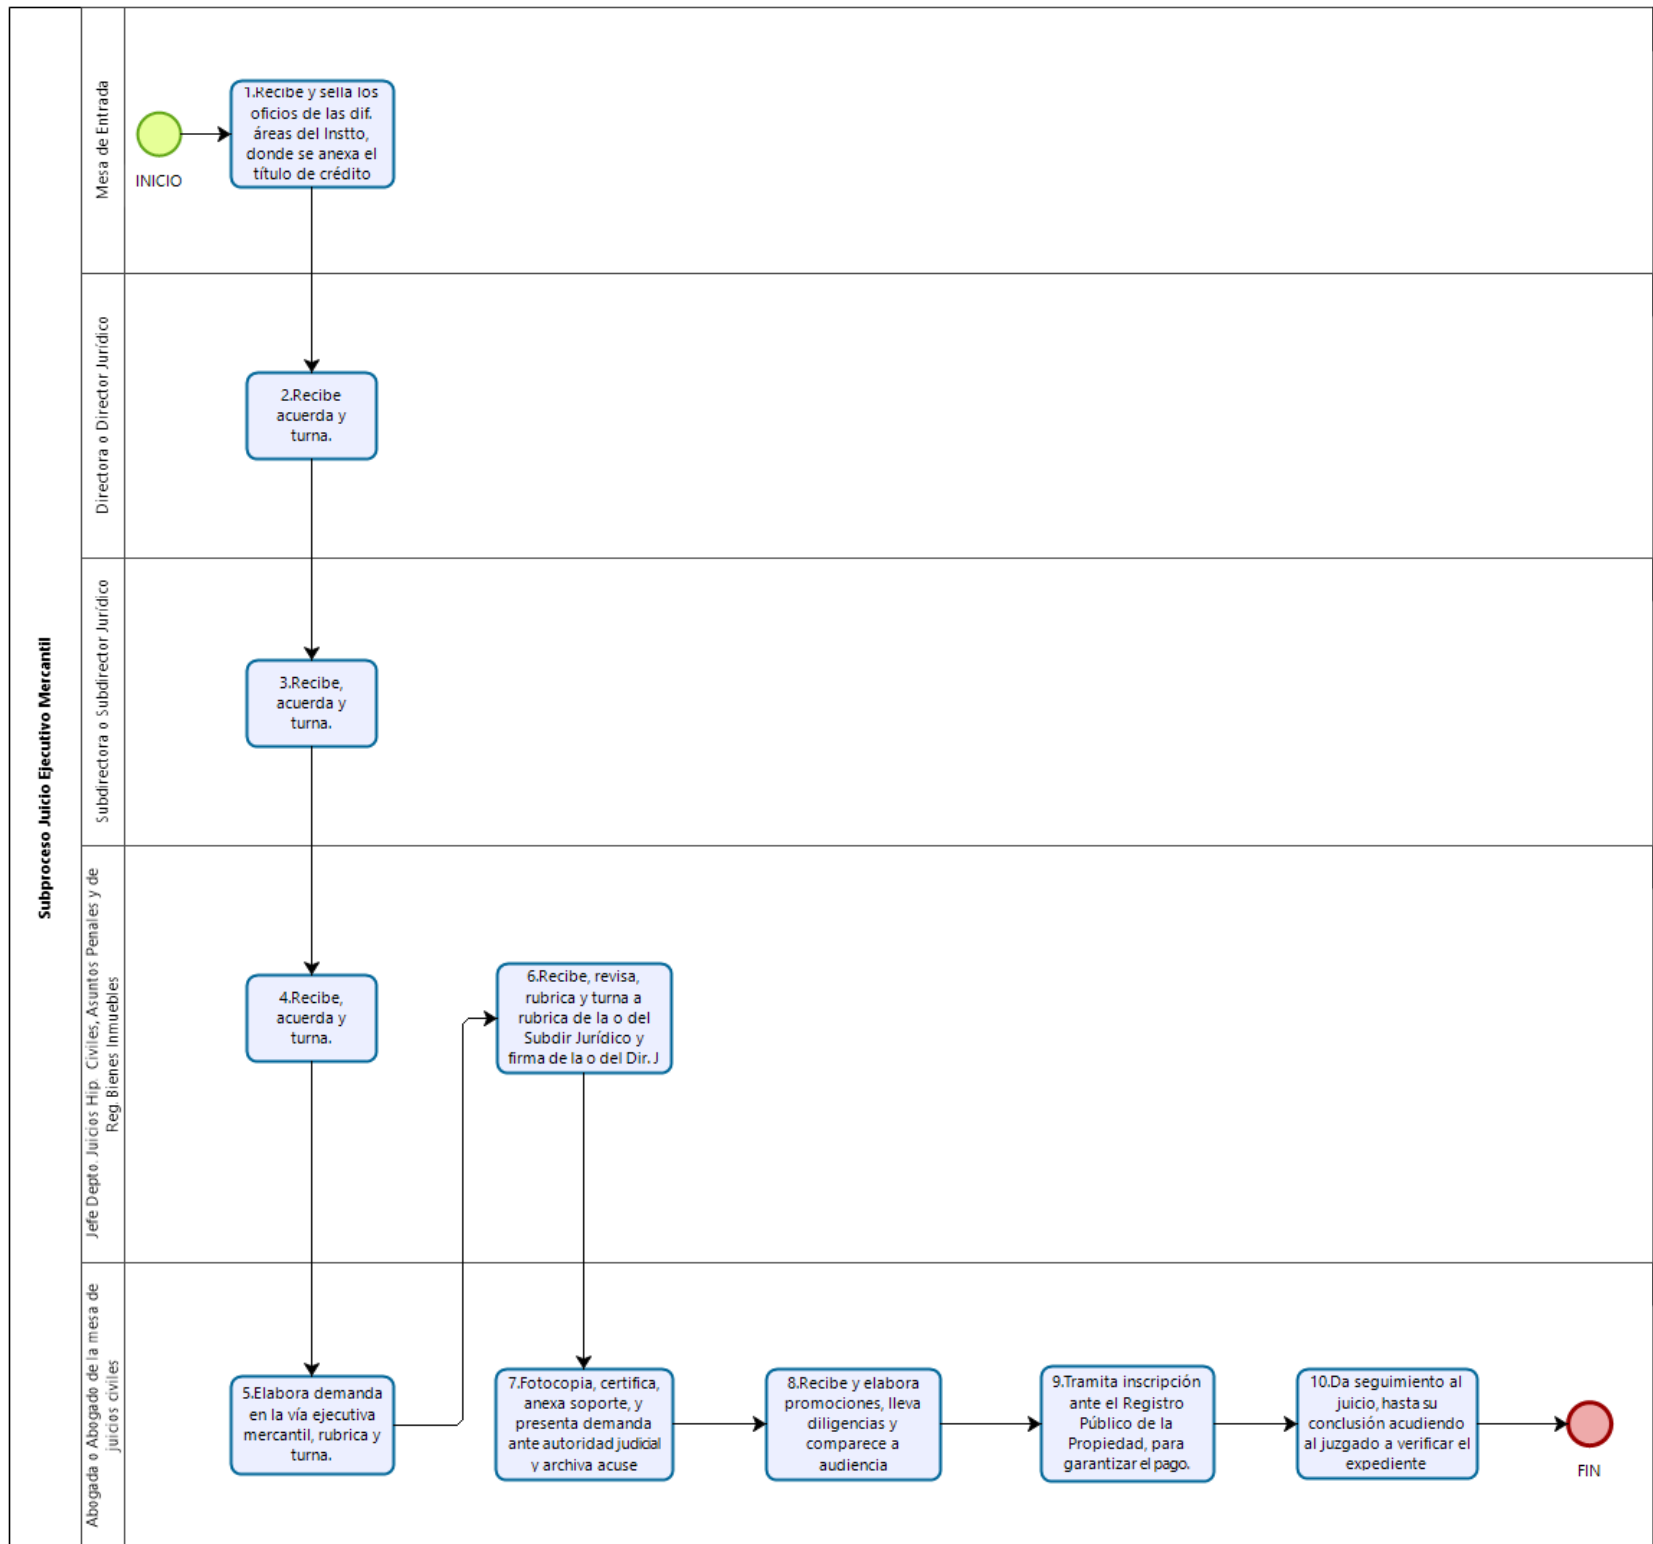 Subproceso Juicio Ejecutivo Mercantil
Mesa de Entrada
INICIO
1.Recibe y sella los
oficios de las dif.
áreas del Instto,
donde se anexa el
título de crédito
Directora o Director Jurídico
2.Recibe
acuerda y
turna.
Subdirectora o Subdirector Jurídico
3.Recibe,
acuerda y
turna.
Jefe Depto. Juicios Hip. Civiles, Asuntos Penales y de
Reg. Bienes Inmuebles
4.Recibe,
acuerda y
turna.
6.Recibe, revisa,
rubrica y turna a
rubrica de la o del
Subdir Jurídico y
firma de la o del Dir. J
Abogada o Abogado de la mesa de
juicios civiles
5.Elabora demanda
en la vía ejecutiva
mercantil, rubrica y
turna.
7.Fotocopia, certifica,
anexa soporte, y
presenta demanda
ante autoridad judicial
y archiva acuse
8.Recibe y elabora
promociones, lleva
diligencias y
comparece a
audiencia
9.Tramita inscripción
ante el Registro
Público de la
Propiedad, para
garantizar el pago.
10.Da seguimiento al
juicio, hasta su
conclusión acudiendo
al juzgado a verificar el
expediente
FIN